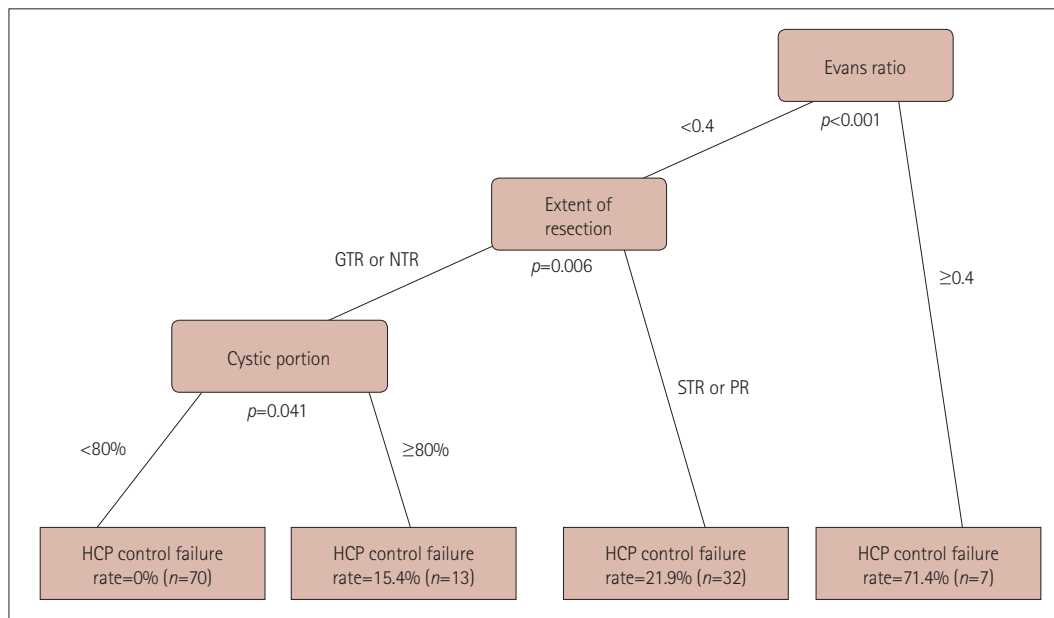 Evans ratio
p<0.001
<0.4
Extent of
resection
GTR or NTR
p=0.006
≥0.4
Cystic portion
STR or PR
p=0.041
<80%
≥80%
HCP control failure
rate=0% (n=70)
HCP control failure
rate=15.4% (n=13)
HCP control failure
rate=21.9% (n=32)
HCP control failure
rate=71.4% (n=7)